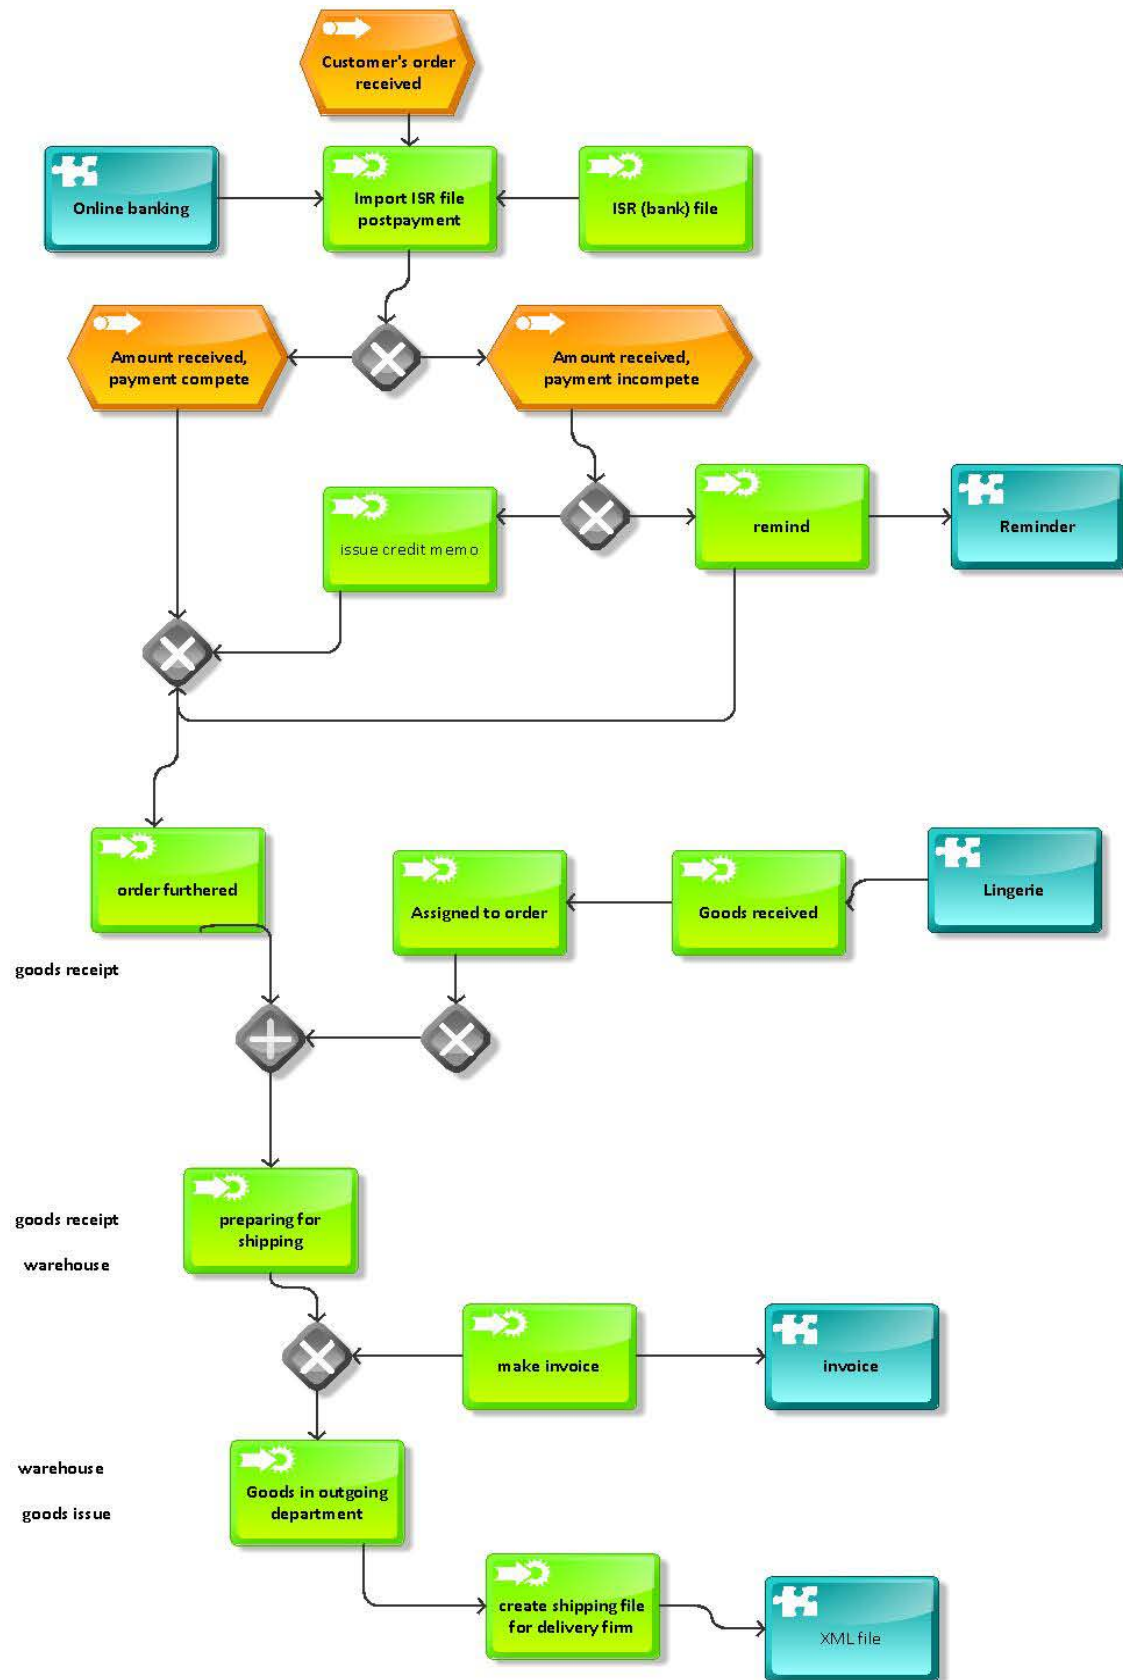 Customer's order
received
Online banking
Import ISR file
postpayment
ISR (bank) file
Amount received,
payment compete
Amount received,
payment incompete
issue credit memo
remind
Reminder
order furthered
Assigned to order
Goods received
Lingerie
goods receipt
goods receipt
warehouse
preparing for
shipping
make invoice
invoice
warehouse
goods issue
Goods in outgoing
department
create shipping file
for delivery firm
XML file